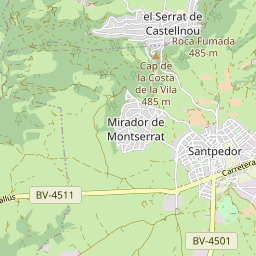 el Serrat de
Castellnou
Roca Fumada
485 m
Cap de
la Costa
de la Vila
485 m
Mirador de
Montserrat
Santpedor
Carretera
BV-4511
BV-4501